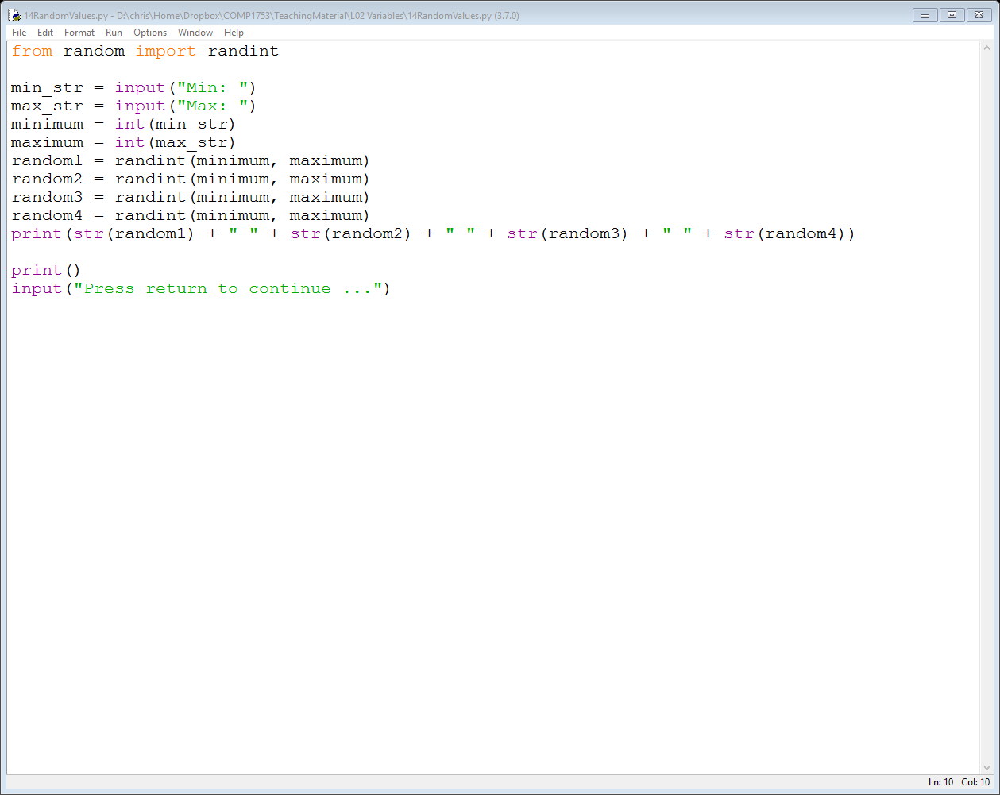 14RandomValues.py - D:\chris\Home\Dropbox\COMP1753\TeachingMaterial\L02 Variables\14RandomValues.py (3.7.0)
File Edit Format Run Options Window Help
from random import randint
min_str = input("Min: ")
max_str = input("Max: ")
minimum = int(min_str)
maximum = int(max_str)
random1 = randint(minimum, maximum)
random2 = randint(minimum, maximum)
random3 = randint(minimum, maximum)
random4 = randint(minimum, maximum)
print(str(random1) + " " + str(random2) + " " + str(random3) + " " + str(random4))
print()
input("Press return to continue ...")
Ln: 10 Col: 10